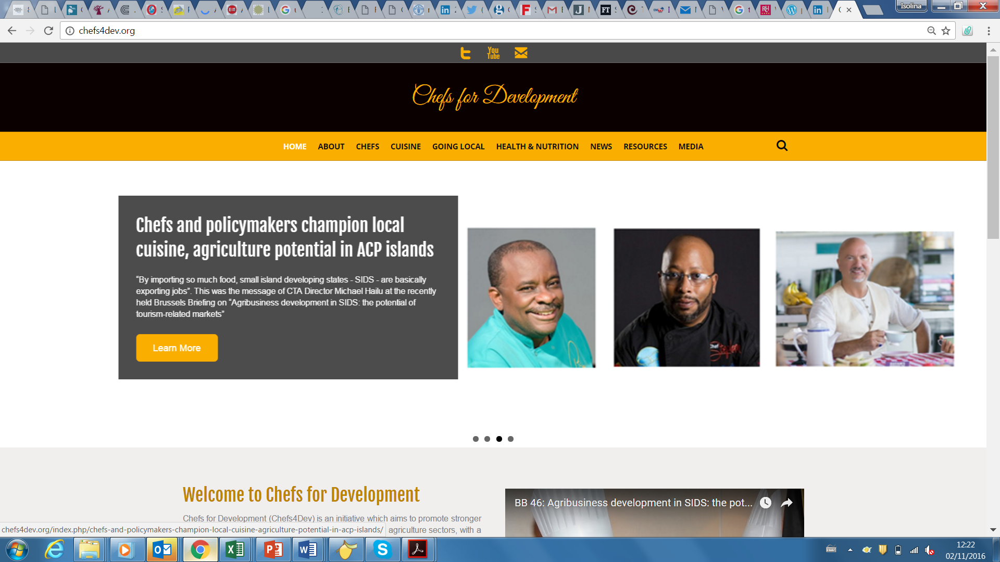 Isolina
chefs4dev.org
You
Tube
Chefs for Development
HOME ABOUT CHEFS CUISINE GOING LOCAL HEALTH & NUTRITION NEWS RESOURCES MEDIA
Chefs and policymakers champion local
cuisine, agriculture potential in ACP islands
“By importing so much food, small island developing states - SIDS - are basically
exporting jobs”. This was the message of CTA Director Michael Hailu at the recently
held Brussels Briefing on “Agribusiness development in SIDS: the potential of
tourism-related markets”
Learn More
Welcome to Chefs for Development
Chefs for Development (Chefs4Dev) is an initiative which aims to promote stronger
agriculture sectors, with a
BB 46: Agribusiness development in SIDS: the pot...
chefs4dev.org/index.php/chefs-and-policymakers-champion-local-cuisine-agriculture-potential-in-acp-islands/
12:22
02/11/2016